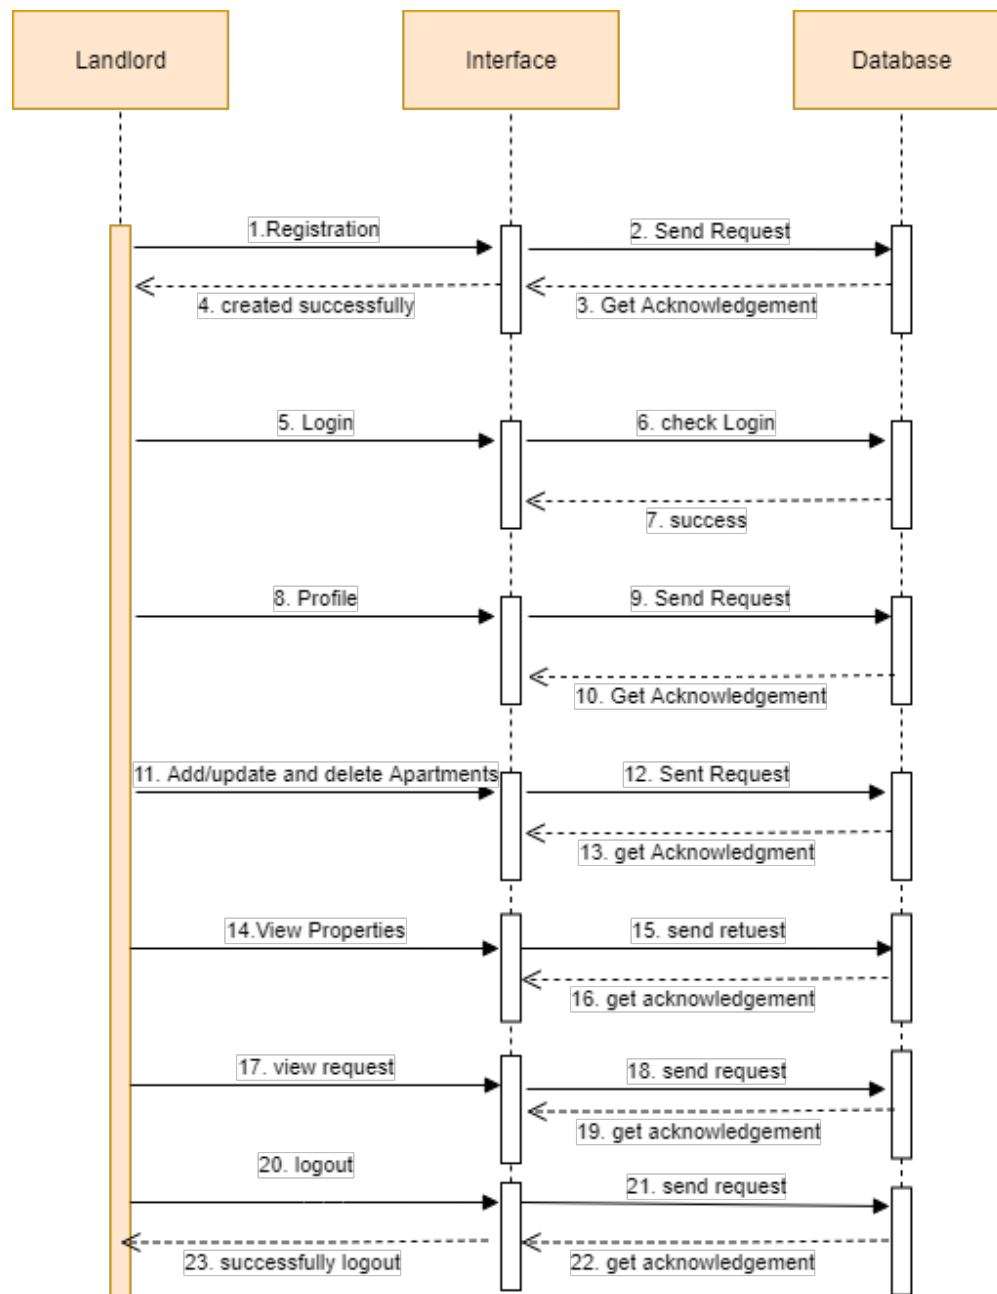 Landlord
Interface
Database
1.Registration
2. Send Request
4. created successfully
3. Get Acknowledgement
5. Login
6. check Login
7. success
8. Profile
9. Send Request
10. Get Acknowledgement
11. Add/update and delete Apartments
12. Sent Request
13. get Acknowledgment
14.View Properties
15. send retuest
16. get acknowledgement
17. view request
18. send request
19. get acknowledgement
20. logout
21. send request
23. successfully logout
22. get acknowledgement